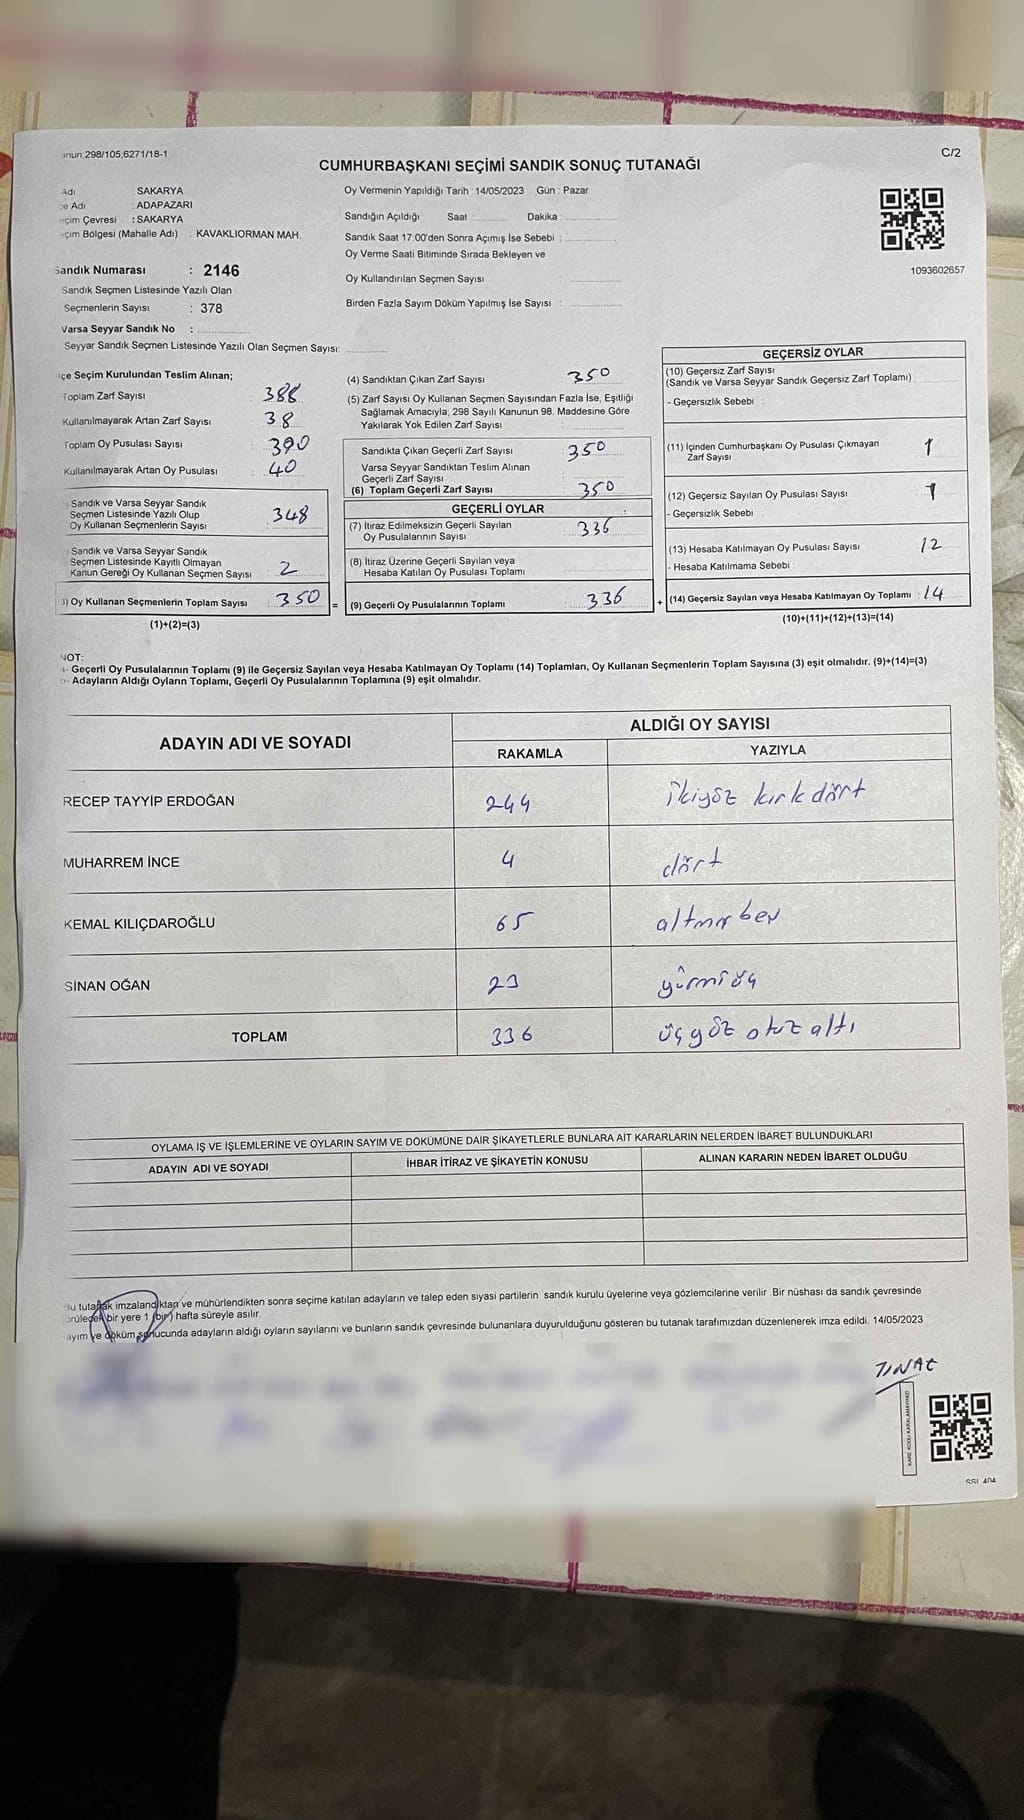 298/105;6271/18-1
C/2
CUMHURBAŞKANI SEÇİMİ SANDIK SONUÇ TUTANAĞI
Adı : SAKARYA
Adı : ADAPAZARI
Çevresi : SAKARYA
Bölgesi (Mahalle Adı) : KAVAKLIORMAN MAH.
Sandık Numarası : 2146
Sandık Seçmen Listesinde Yazılı Olan
Seçmenlerin Sayısı : 378
Varsa Seyyar Sandık No :
Seyyar Sandık Seçmen Listesinde Yazılı Olan Seçmen Sayısı:
Oy Vermenin Yapıldığı Tarih : 14/05/2023 Gün : Pazar
Sandığın Açıldığı Saat : Dakika :
Sandık Saat 17:00'den Sonra Açımış İse Sebebi :
Oy Verme Saati Bitiminde Sırada Bekleyen ve
Oy Kullandırılan Seçmen Sayısı :
Birden Fazla Sayım Döküm Yapılmış İse Sayısı :
1093602657
İlçe Seçim Kurulundan Teslim Alınan;
Toplam Zarf Sayısı : 388
Kullanılmayarak Artan Zarf Sayısı : 38
Toplam Oy Pusulası Sayısı : 390
Kullanılmayarak Artan Oy Pusulası : 40
Sandık ve Varsa Seyyar Sandık
Seçmen Listesinde Yazılı Olup
Oy Kullanan Seçmenlerin Sayısı 348
Sandık ve Varsa Seyyar Sandık
Seçmen Listesinde Kayıtlı Olmayan
Kanun Gereği Oy Kullanan Seçmen Sayısı 2
3) Oy Kullanan Seçmenlerin Toplam Sayısı : 350 =
(1)+(2)=(3)
(4) Sandıktan Çıkan Zarf Sayısı : 350
(5) Zarf Sayısı Oy Kullanan Seçmen Sayısından Fazla İse, Eşitliği
Sağlamak Amacıyla, 298 Sayılı Kanunun 98. Maddesine Göre
Yakılarak Yok Edilen Zarf Sayısı :
Sandıkta Çıkan Geçerli Zarf Sayısı : 350
Varsa Seyyar Sandıktan Teslim Alınan
Geçerli Zarf Sayısı
(6) Toplam Geçerli Zarf Sayısı 350
GEÇERLİ OYLAR
(7) İtiraz Edilmeksizin Geçerli Sayılan
Oy Pusulalarının Sayısı : 336
(8) İtiraz Üzerine Geçerli Sayılan veya
Hesaba Katılan Oy Pusulası Toplamı
(9) Geçerli Oy Pusulalarının Toplamı 336 +
GEÇERSİZ OYLAR
(10) Geçersiz Zarf Sayısı
(Sandık ve Varsa Seyyar Sandık Geçersiz Zarf Toplamı)
- Geçersizlik Sebebi :
(11) İçinden Cumhurbaşkanı Oy Pusulası Çıkmayan
Zarf Sayısı 1
(12) Geçersiz Sayılan Oy Pusulası Sayısı 1
- Geçersizlik Sebebi
(13) Hesaba Katılmayan Oy Pusulası Sayısı 12
- Hesaba Katılmama Sebebi
(14) Geçersiz Sayılan veya Hesaba Katılmayan Oy Toplamı : 14
(10)+(11)+(12)+(13)=(14)
NOT:
- Geçerli Oy Pusulalarının Toplamı (9) ile Geçersiz Sayılan veya Hesaba Katılmayan Oy Toplamı (14) Toplamları, Oy Kullanan Seçmenlerin Toplam Sayısına (3) eşit olmalıdır. (9)+(14)=(3)
- Adayların Aldığı Oyların Toplamı, Geçerli Oy Pusulalarının Toplamına (9) eşit olmalıdır.
ADAYIN ADI VE SOYADI
ALDIĞI OY SAYISI
RAKAMLA YAZIYLA
RECEP TAYYİP ERDOĞAN 244 ikiyüz kırkdört
MUHARREM İNCE 4 dört
KEMAL KILIÇDAROĞLU 65 altmışbeş
SİNAN OĞAN 23 yirmiüç
TOPLAM 336 üçyüz otuz altı
OYLAMA İŞ VE İŞLEMLERİNE VE OYLARIN SAYIM VE DÖKÜMÜNE DAİR ŞİKAYETLERLE BUNLARA AİT KARARLARIN NELERDEN İBARET BULUNDUKLARI
ADAYIN ADI VE SOYADI İHBAR İTİRAZ VE ŞİKAYETİN KONUSU ALINAN KARARIN NEDEN İBARET OLDUĞU
Bu tutanak imzalandıktan ve mühürlendikten sonra seçime katılan adayların ve talep eden siyasi partilerin sandık kurulu üyelerine veya gözlemcilerine verilir. Bir nüshası da sandık çevresinde
görülecek bir yere 1 (bir) hafta süreyle asılır.
Sayım ve döküm sonucunda adayların aldığı oyların sayılarını ve bunların sandık çevresinde bulunanlara duyurulduğunu gösteren bu tutanak tarafımızdan düzenlenerek imza edildi. 14/05/2023
KARE KODU KARALAMAYINIZ!